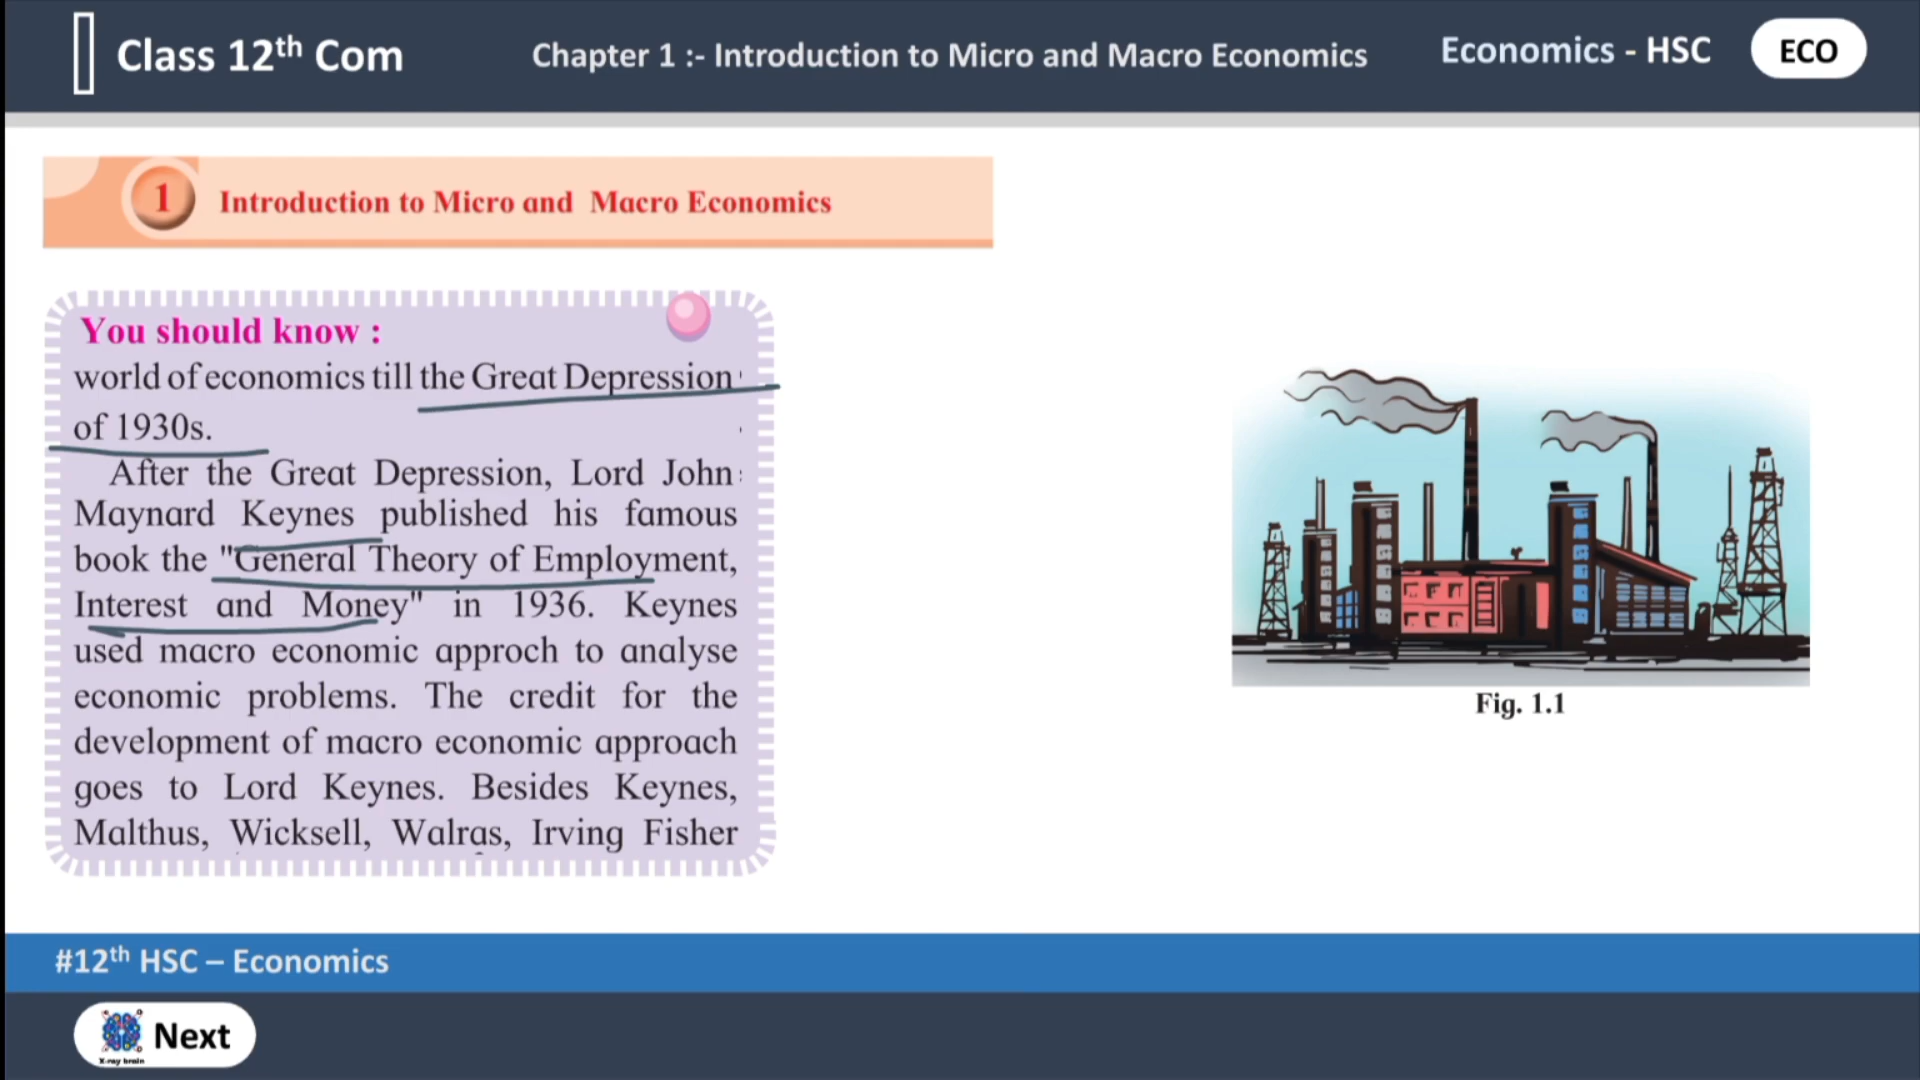 Class 12th Com
Chapter 1 :- Introduction to Micro and Macro Economics
Economics - HSC
ECO
1 Introduction to Micro and Macro Economics
You should know :
world of economics till the Great Depression
of 1930s.
After the Great Depression, Lord John
Maynard Keynes published his famous
book the "General Theory of Employment,
Interest and Money" in 1936. Keynes
used macro economic approch to analyse
economic problems. The credit for the
development of macro economic approach
goes to Lord Keynes. Besides Keynes,
Malthus, Wicksell, Walras, Irving Fisher
Fig. 1.1
#12th HSC – Economics
X-ray brain
Next